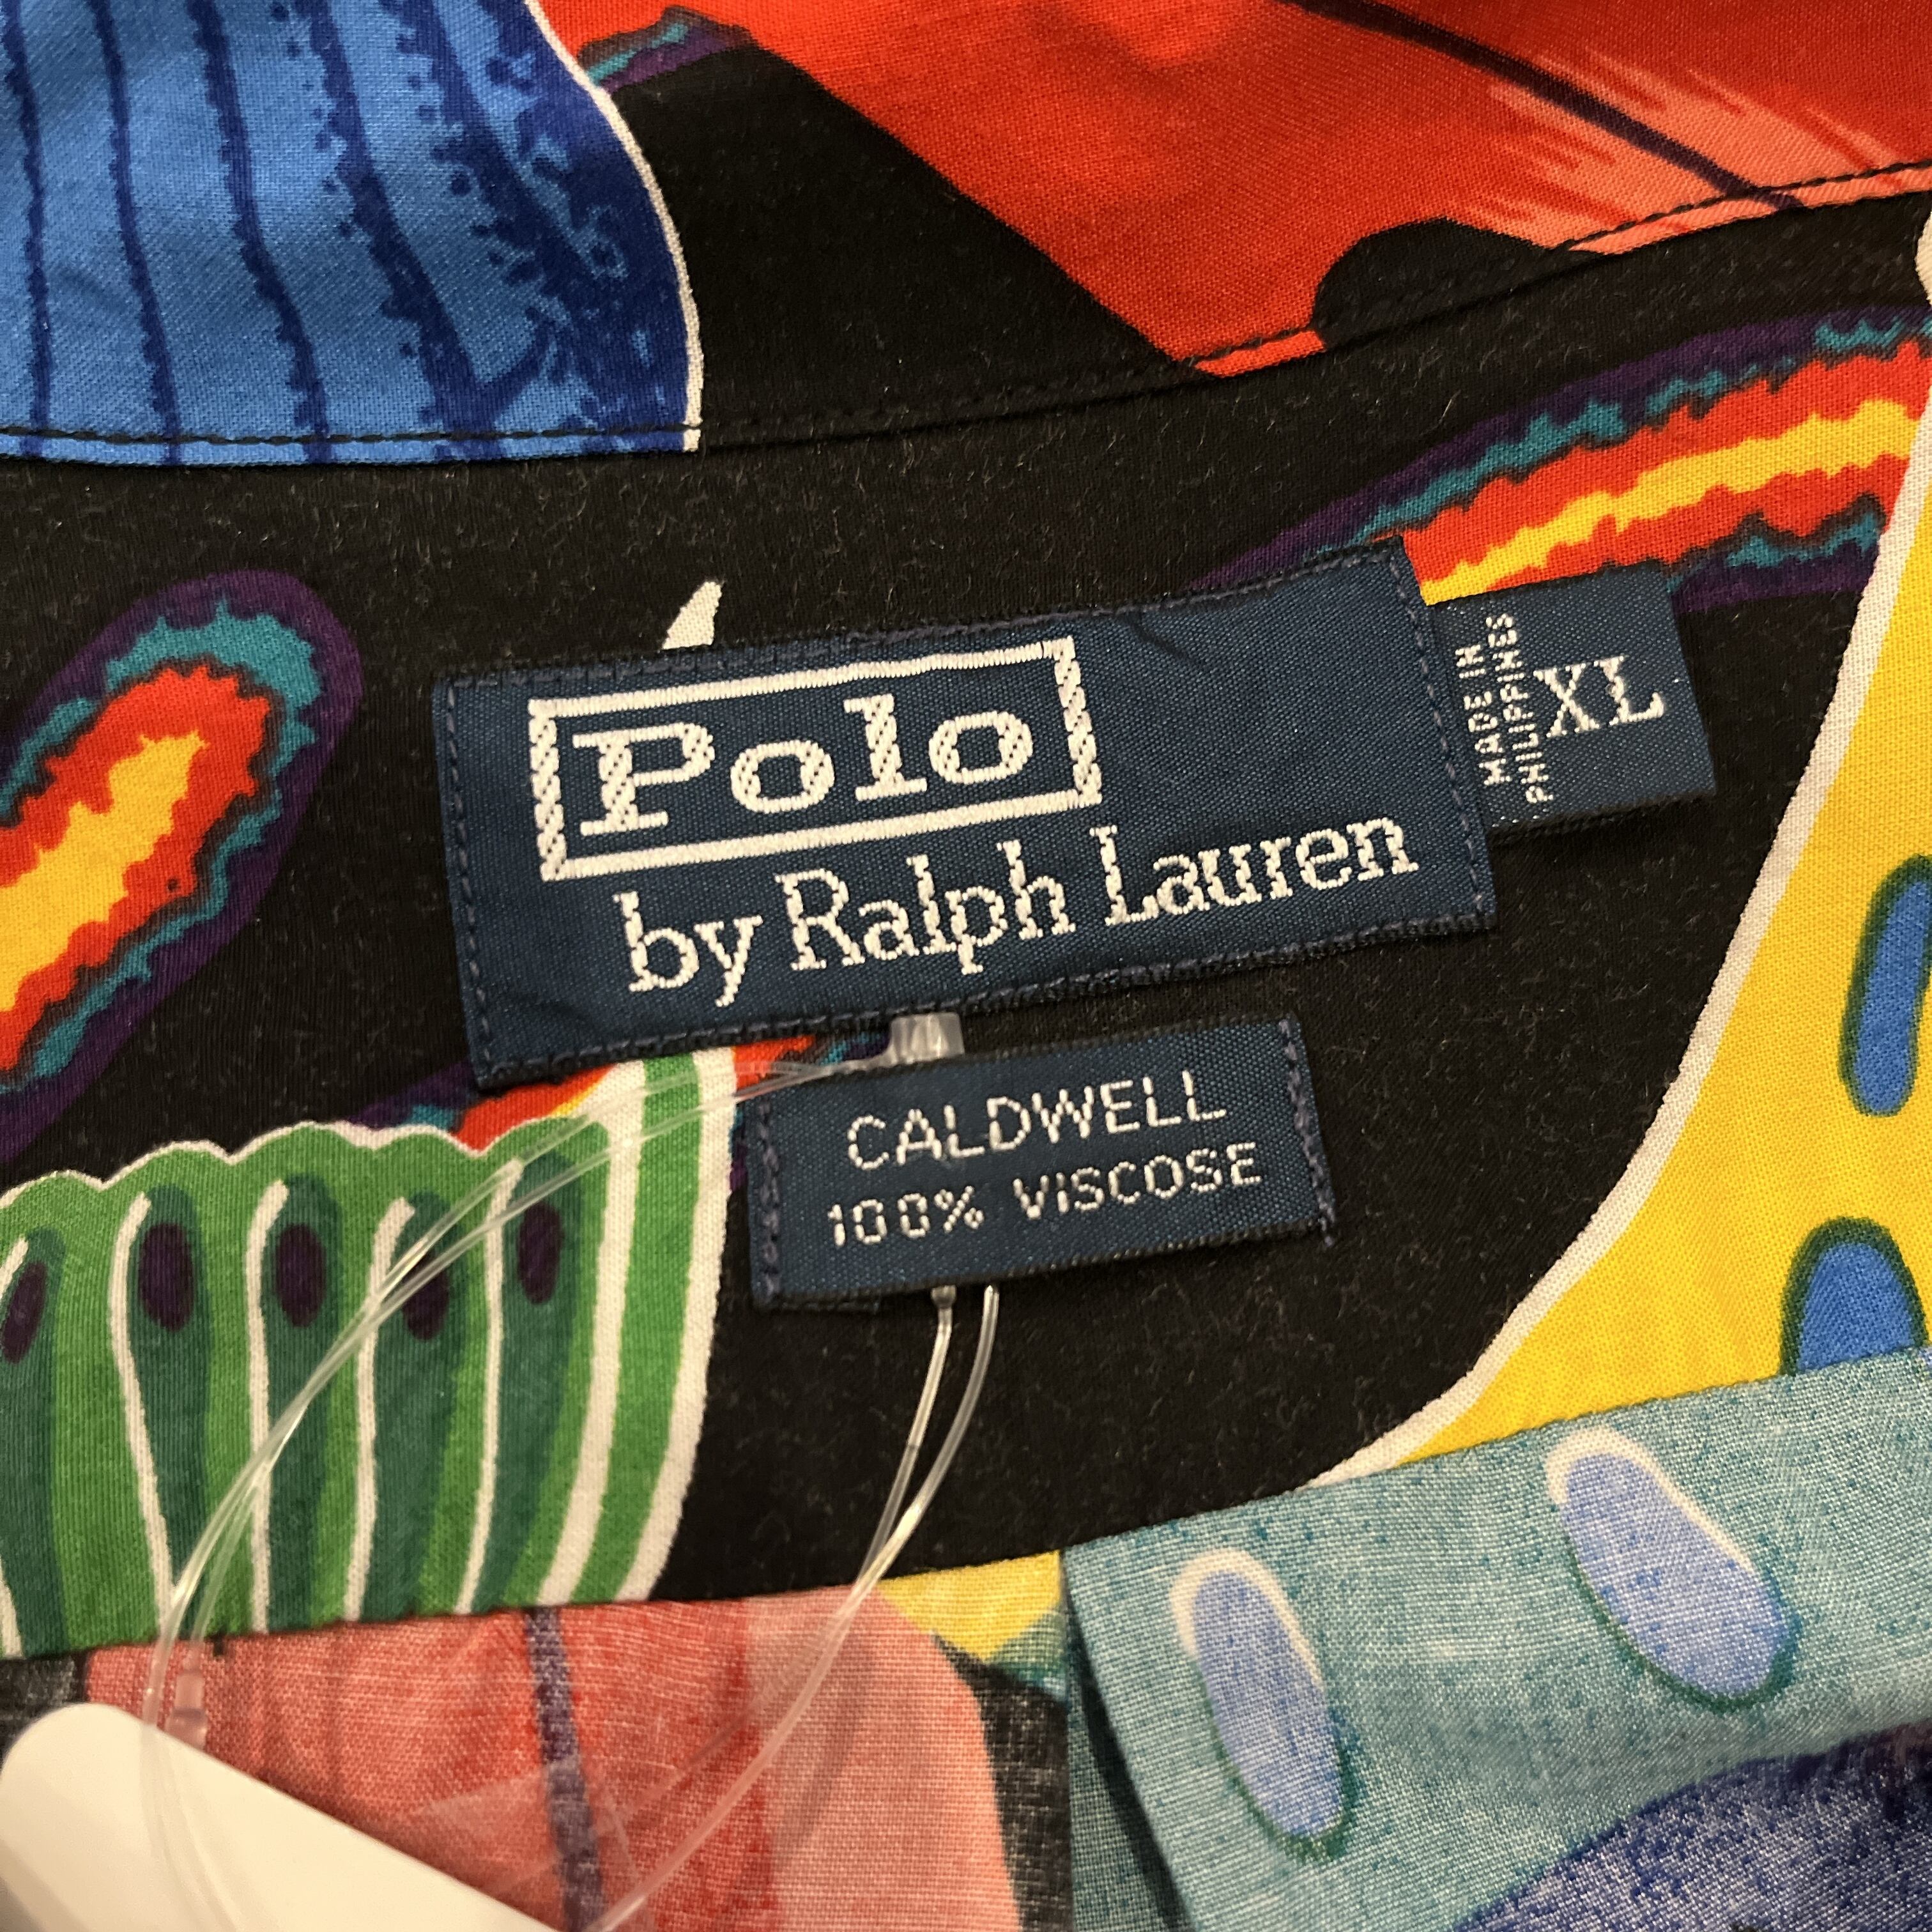 Polo
by Ralph Lauren
MADE IN
PHILIPPINES
XL
CALDWELL
100% VISCOSE